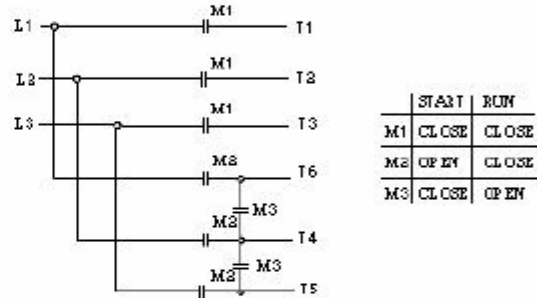 L1 M1 T1
L2 M1 T2
L3 M1 T3
M2 T6
M3
M2 T4
M2 M3
T5
START RUN
M1 CLOSE CLOSE
M2 OPEN CLOSE
M3 CLOSE OPEN